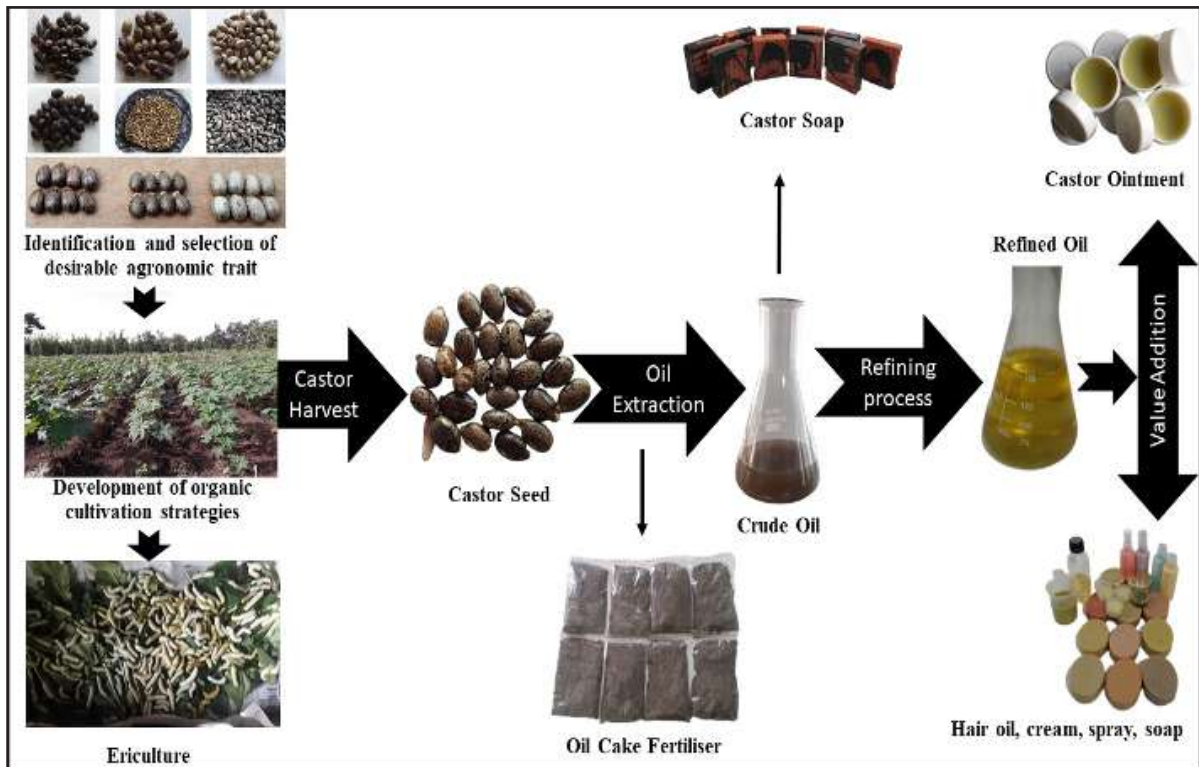 Identification and selection of
desirable agronomic trait
Development of organic
cultivation strategies
Ericulture
Castor
Harvest
Castor Seed
Oil
Extraction
Oil Cake Fertiliser
Castor Soap
Crude Oil
Refining
process
Refined Oil
Castor Ointment
Value Addition
Hair oil, cream, spray, soap